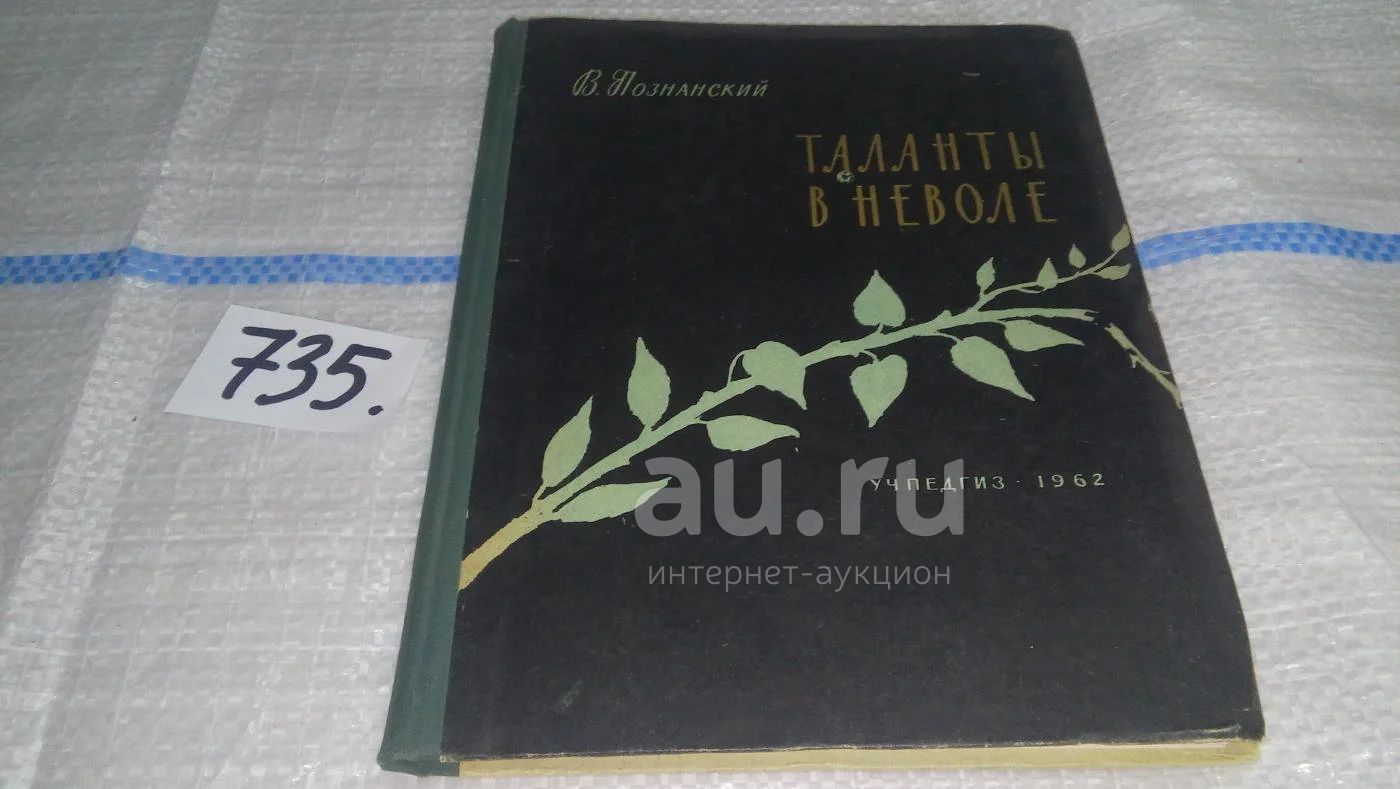 В. Познанский
ТАЛАНТЫ
В НЕВОЛЕ
735.
УЧПЕДГИЗ · 1962
au.ru
интернет-аукцион